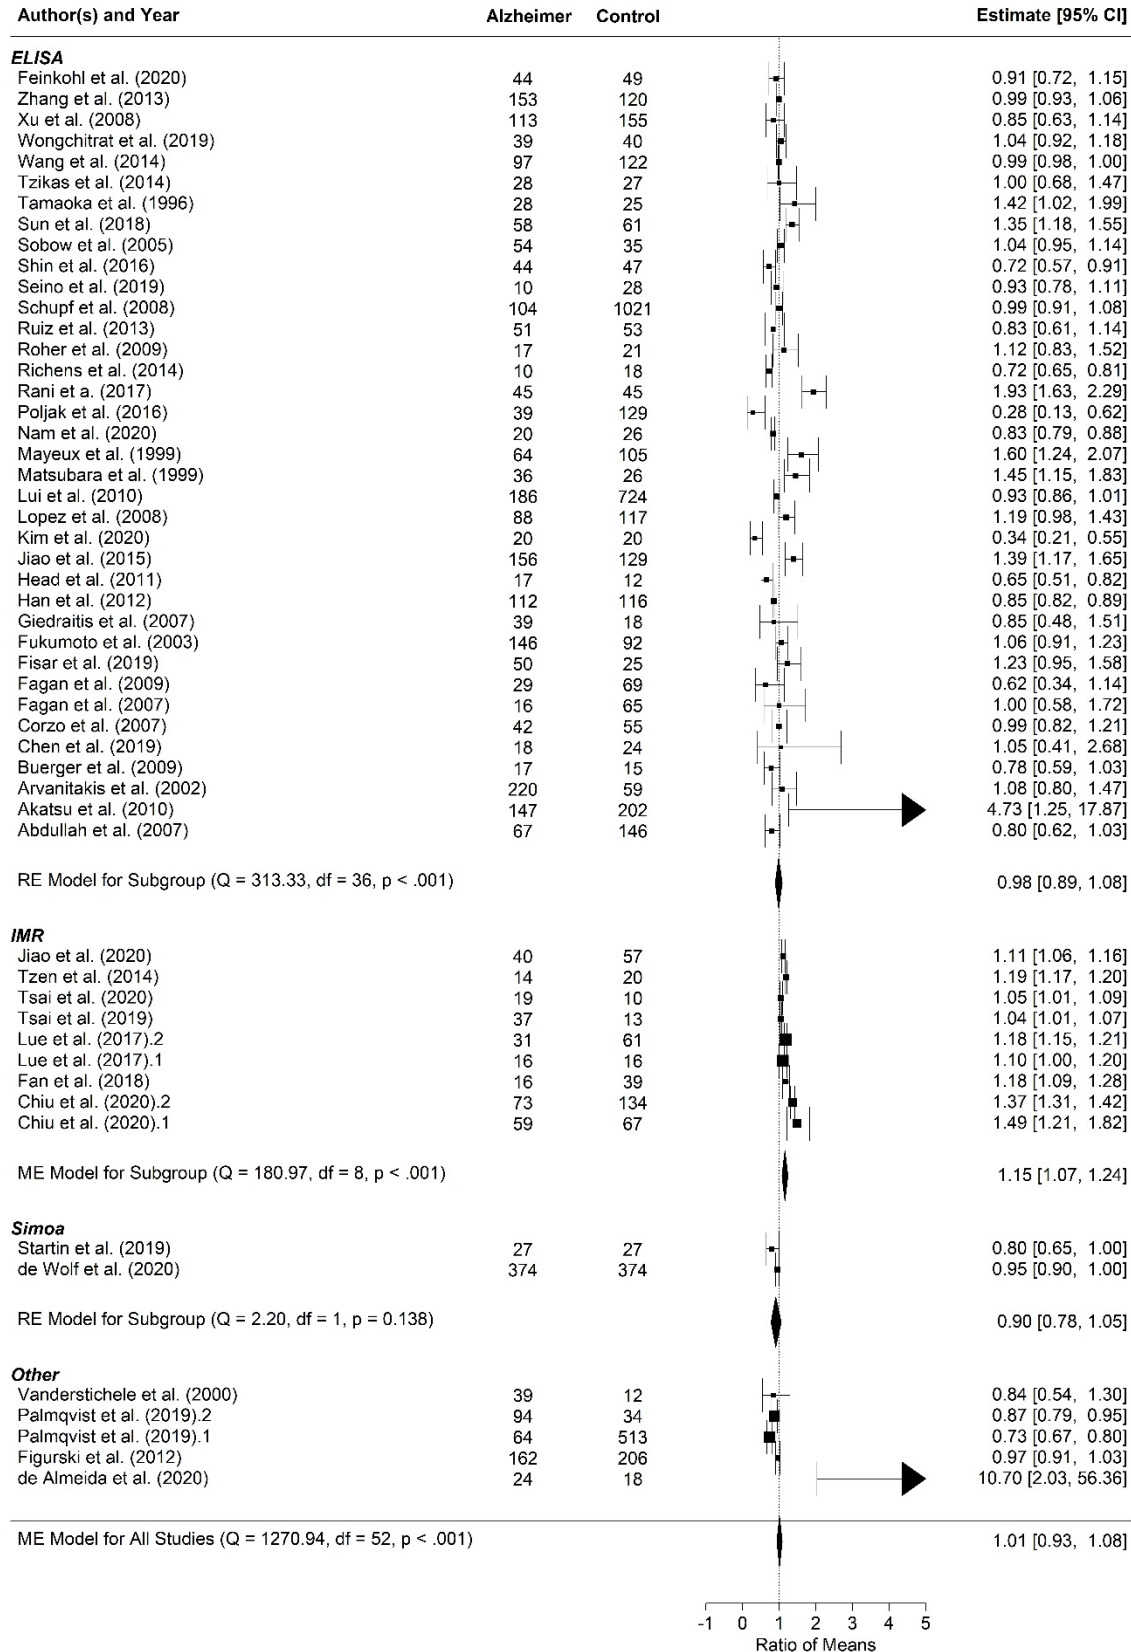 Author(s) and Year Alzheimer Control Estimate [95% CI]
ELISA
Feinkohl et al. (2020) 44 49 0.91 [0.72, 1.15]
Zhang et al. (2013) 153 120 0.99 [0.93, 1.06]
Xu et al. (2008) 113 155 0.85 [0.63, 1.14]
Wongchitrat et al. (2019) 39 40 1.04 [0.92, 1.18]
Wang et al. (2014) 97 122 0.99 [0.98, 1.00]
Tzikas et al. (2014) 28 27 1.00 [0.68, 1.47]
Tamaoka et al. (1996) 28 25 1.42 [1.02, 1.99]
Sun et al. (2018) 58 61 1.35 [1.18, 1.55]
Sobow et al. (2005) 54 35 1.04 [0.95, 1.14]
Shin et al. (2016) 44 47 0.72 [0.57, 0.91]
Seino et al. (2019) 10 28 0.93 [0.78, 1.11]
Schupf et al. (2008) 104 1021 0.99 [0.91, 1.08]
Ruiz et al. (2013) 51 53 0.83 [0.61, 1.14]
Roher et al. (2009) 17 21 1.12 [0.83, 1.52]
Richens et al. (2014) 10 18 0.72 [0.65, 0.81]
Rani et a. (2017) 45 45 1.93 [1.63, 2.29]
Poljak et al. (2016) 39 129 0.28 [0.13, 0.62]
Nam et al. (2020) 20 26 0.83 [0.79, 0.88]
Mayeux et al. (1999) 64 105 1.60 [1.24, 2.07]
Matsubara et al. (1999) 36 26 1.45 [1.15, 1.83]
Lui et al. (2010) 186 724 0.93 [0.86, 1.01]
Lopez et al. (2008) 88 117 1.19 [0.98, 1.43]
Kim et al. (2020) 20 20 0.34 [0.21, 0.55]
Jiao et al. (2015) 156 129 1.39 [1.17, 1.65]
Head et al. (2011) 17 12 0.65 [0.51, 0.82]
Han et al. (2012) 112 116 0.85 [0.82, 0.89]
Giedraitis et al. (2007) 39 18 0.85 [0.48, 1.51]
Fukumoto et al. (2003) 146 92 1.06 [0.91, 1.23]
Fisar et al. (2019) 50 25 1.23 [0.95, 1.58]
Fagan et al. (2009) 29 69 0.62 [0.34, 1.14]
Fagan et al. (2007) 16 65 1.00 [0.58, 1.72]
Corzo et al. (2007) 42 55 0.99 [0.82, 1.21]
Chen et al. (2019) 18 24 1.05 [0.41, 2.68]
Buerger et al. (2009) 17 15 0.78 [0.59, 1.03]
Arvanitakis et al. (2002) 220 59 1.08 [0.80, 1.47]
Akatsu et al. (2010) 147 202 4.73 [1.25, 17.87]
Abdullah et al. (2007) 67 146 0.80 [0.62, 1.03]
RE Model for Subgroup (Q = 313.33, df = 36, p < .001) 0.98 [0.89, 1.08]
IMR
Jiao et al. (2020) 40 57 1.11 [1.06, 1.16]
Tzen et al. (2014) 14 20 1.19 [1.17, 1.20]
Tsai et al. (2020) 19 10 1.05 [1.01, 1.09]
Tsai et al. (2019) 37 13 1.04 [1.01, 1.07]
Lue et al. (2017).2 31 61 1.18 [1.15, 1.21]
Lue et al. (2017).1 16 16 1.10 [1.00, 1.20]
Fan et al. (2018) 16 39 1.18 [1.09, 1.28]
Chiu et al. (2020).2 73 134 1.37 [1.31, 1.42]
Chiu et al. (2020).1 59 67 1.49 [1.21, 1.82]
ME Model for Subgroup (Q = 180.97, df = 8, p < .001) 1.15 [1.07, 1.24]
Simoa
Startin et al. (2019) 27 27 0.80 [0.65, 1.00]
de Wolf et al. (2020) 374 374 0.95 [0.90, 1.00]
RE Model for Subgroup (Q = 2.20, df = 1, p = 0.138) 0.90 [0.78, 1.05]
Other
Vanderstichele et al. (2000) 39 12 0.84 [0.54, 1.30]
Palmqvist et al. (2019).2 94 34 0.87 [0.79, 0.95]
Palmqvist et al. (2019).1 64 513 0.73 [0.67, 0.80]
Figurski et al. (2012) 162 206 0.97 [0.91, 1.03]
de Almeida et al. (2020) 24 18 10.70 [2.03, 56.36]
ME Model for All Studies (Q = 1270.94, df = 52, p < .001) 1.01 [0.93, 1.08]
-1 0 1 2 3 4 5
Ratio of Means